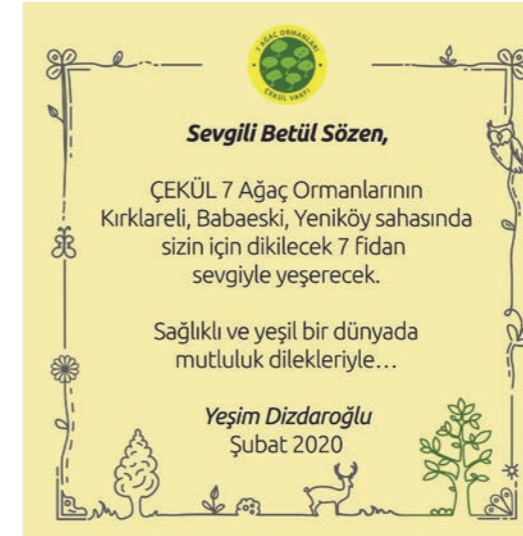 7 AĞAÇ ORMANLARI
ÇEKÜL VAKFI
Sevgili Betül Sözen,
ÇEKÜL 7 Ağaç Ormanlarının
Kırklareli, Babaeski, Yeniköy sahasında
sizin için dikilecek 7 fidan
sevgiyle yeşerecek.
Sağlıklı ve yeşil bir dünyada
mutluluk dilekleriyle...
Yeşim Dizdaroğlu
Şubat 2020